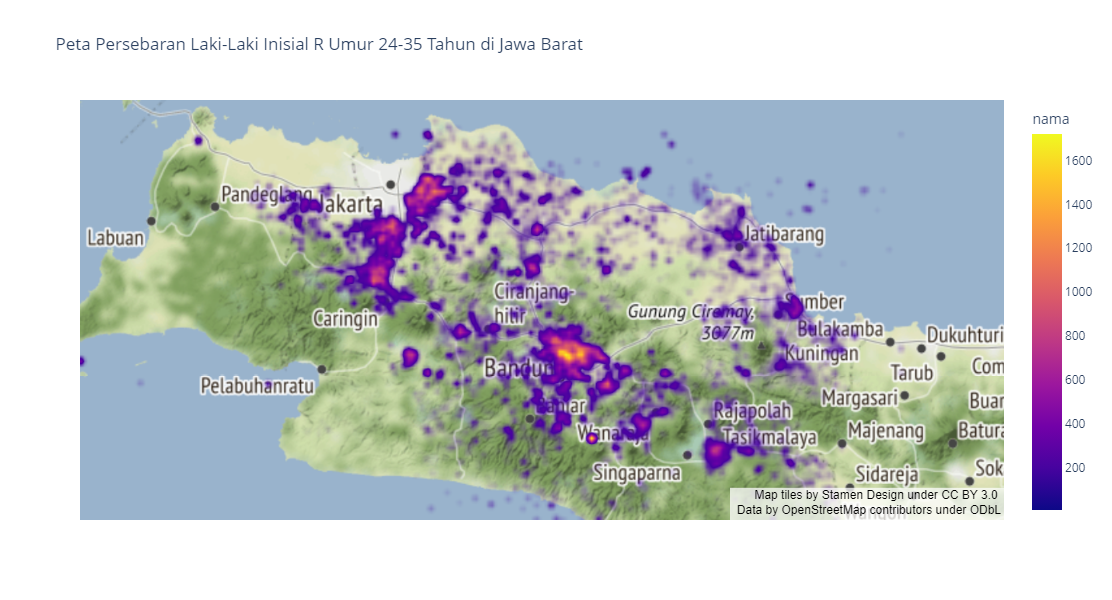 Peta Persebaran Laki-Laki Inisial R Umur 24-35 Tahun di Jawa Barat
nama
1600
1400
1200
1000
800
600
400
200
Pandeglang
Jakarta
Labuan
Jatibarang
Ciranjang-
hilir
Caringin
Gunung Ciremay,
3077m
Sumber
Bulakamba
Dukuhturi
Kuningan
Tarub
Com
Bandun
Pelabuhanratu
Margasari
Buar
Banjar
Rajapolah
Wanaraja
Tasikmalaya
Majenang
Batura
Singaparna
Sidareja
Sok
Map tiles by Stamen Design under CC BY 3.0
Data by OpenStreetMap contributors under ODbL